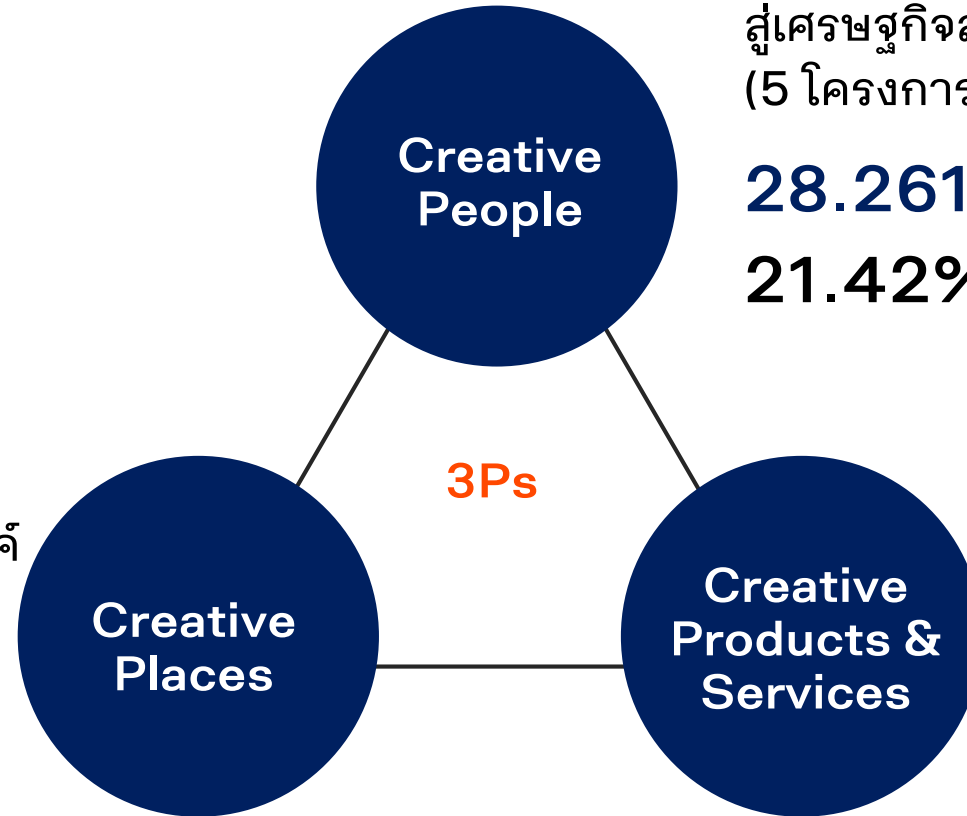 สู่เศรษฐกิจส
(5 โครงการ
28.261
21.42%
Creative
People
3Ps
ค์
Creative
Places
Creative
Products &
Services